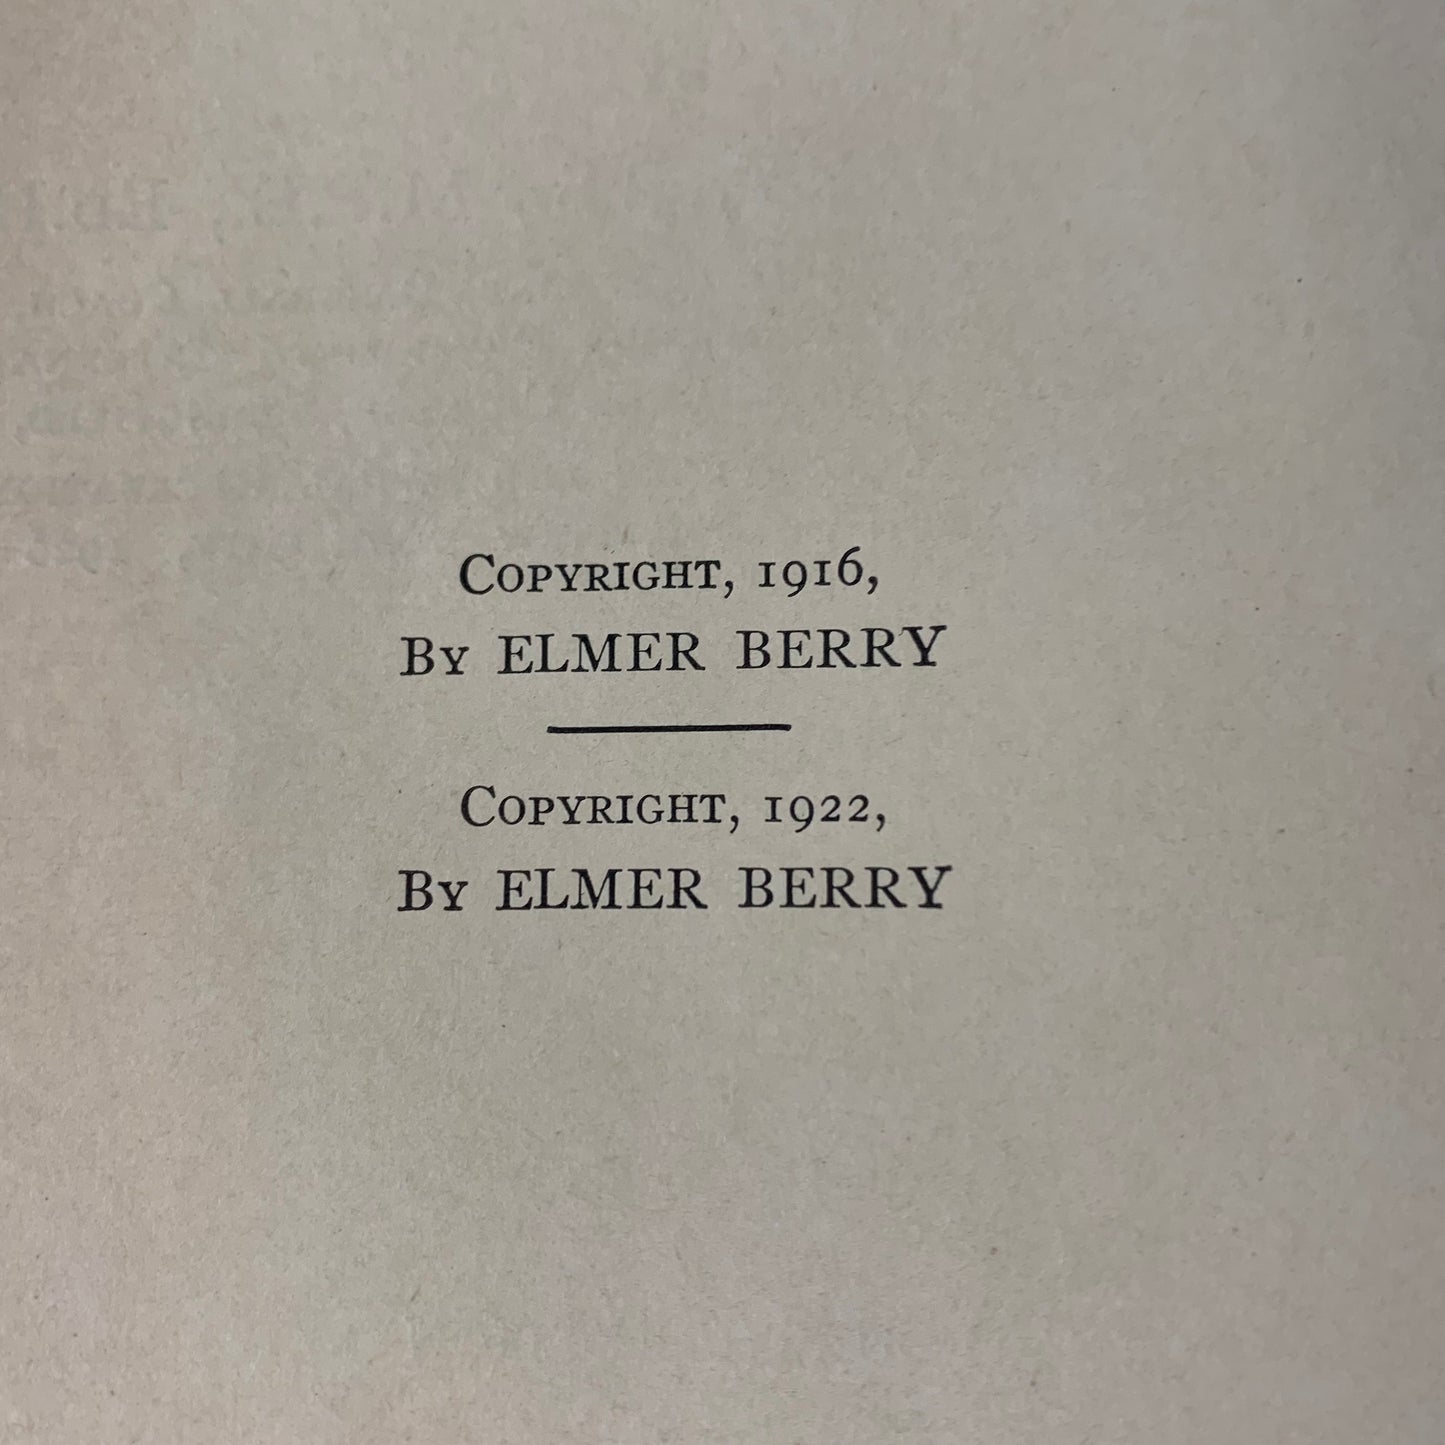 Copyright, 1916,
By ELMER BERRY
Copyright, 1922,
By ELMER BERRY